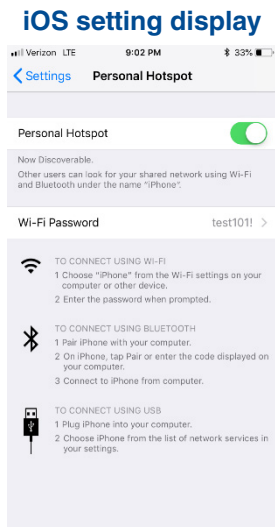 iOS setting display
Verizon LTE 9:02 PM 33%
Settings Personal Hotspot
Personal Hotspot
Now Discoverable.
Other users can look for your shared network using Wi-Fi
and Bluetooth under the name "iPhone".
Wi-Fi Password test101!
TO CONNECT USING WI-FI
1 Choose "iPhone" from the Wi-Fi settings on your
computer or other device.
2 Enter the password when prompted.
TO CONNECT USING BLUETOOTH
1 Pair iPhone with your computer.
2 On iPhone, tap Pair or enter the code displayed on
your computer.
3 Connect to iPhone from computer.
TO CONNECT USING USB
1 Plug iPhone into your computer.
2 Choose iPhone from the list of network services in
your settings.